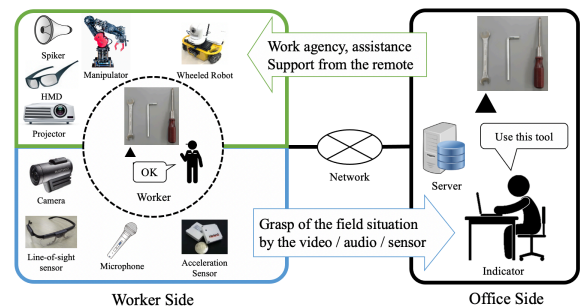 Spiker
Manipulator
Wheeled Robot
HMD
Projector
OK
Worker
Camera
Line-of-sight
sensor
Microphone
Acceleration
Sensor
Worker Side
Work agency, assistance
Support from the remote
Network
Grasp of the field situation
by the video / audio / sensor
Use this tool
Server
Indicator
Office Side